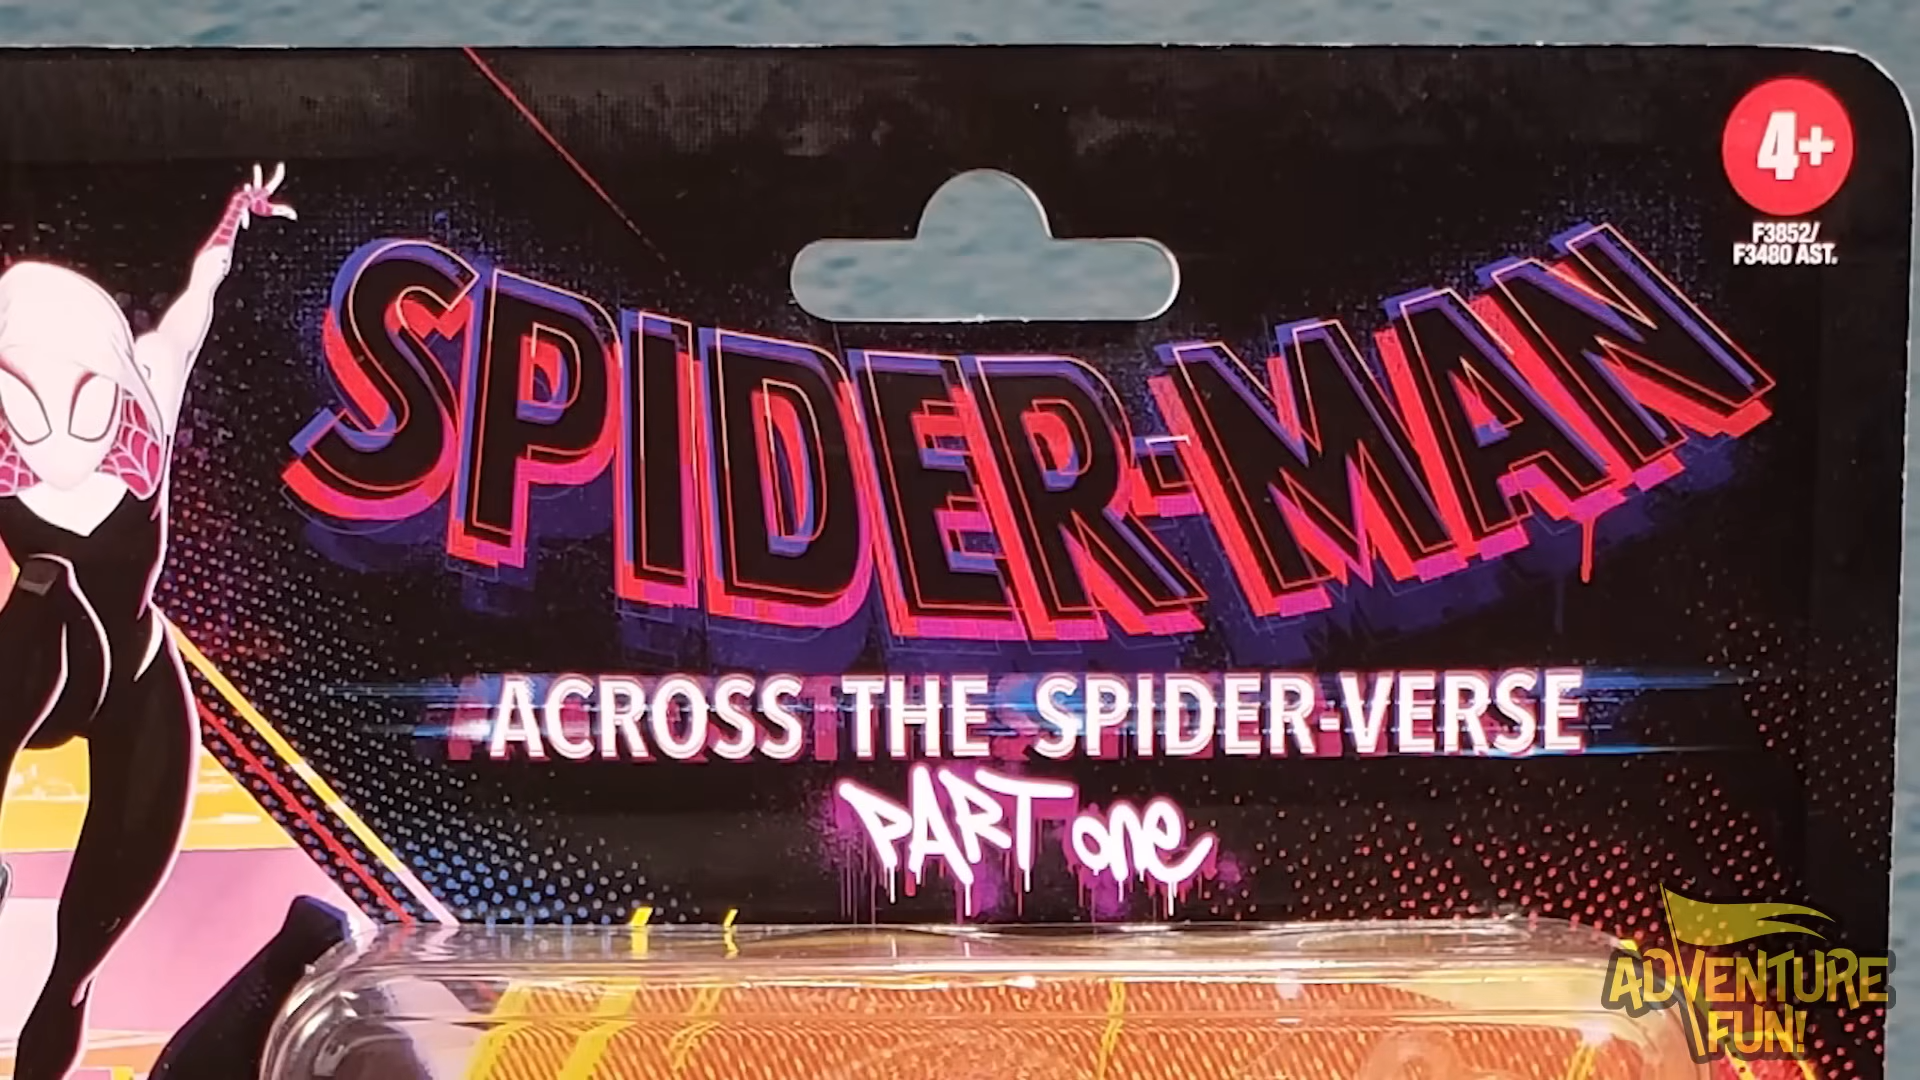 4+
F3852/
F3480 AST.
SPIDER-MAN
ACROSS THE SPIDER-VERSE
PART one
ADVENTURE
FUN!